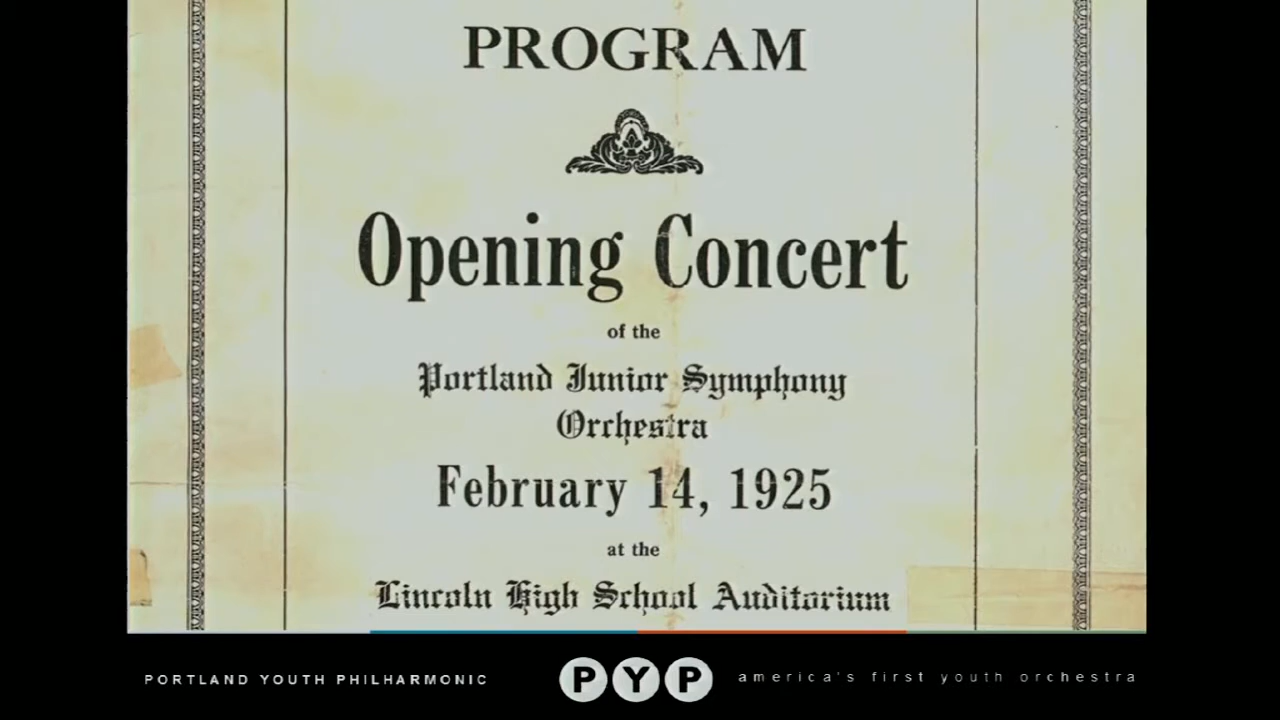 PROGRAM
Opening Concert
of the
Portland Junior Symphony
Orchestra
February 14, 1925
at the
Lincoln High School Auditorium
PORTLAND YOUTH PHILHARMONIC
PYP
america's first youth orchestra